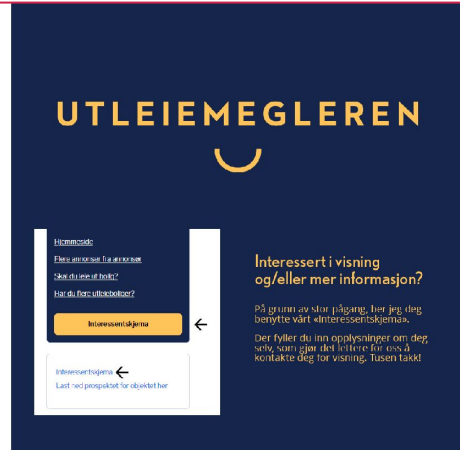 UTLEIEMEGLEREN
Hjemmeside
Flere annonser fra annonsør
Skal du leie ut bolig?
Har du flere utleieboliger?
Interessentskjema
Interessentskjema
Last ned prospektet for objektet her
Interessert i visning
og/eller mer informasjon?
På grunn av stor pågang, ber jeg deg
benytte vårt «Interessentskjema».
Der fyller du inn opplysninger om deg
selv, som gjør det lettere for oss å
kontakte deg for visning. Tusen takk!